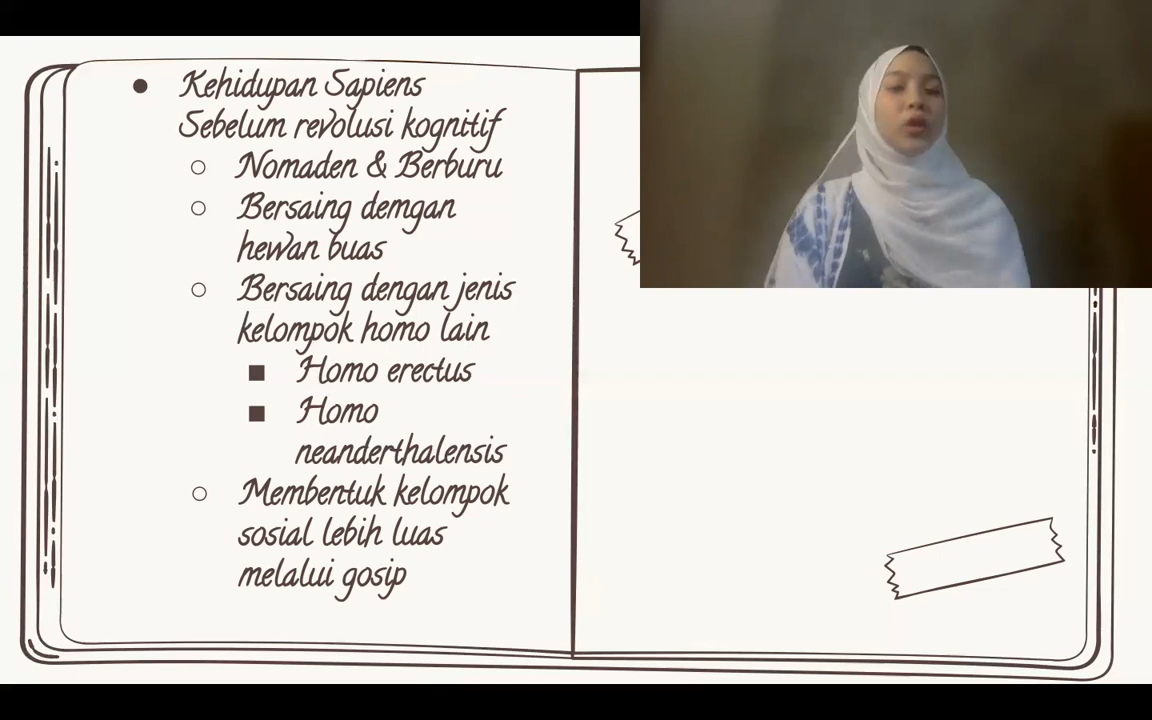 ● Kehidupan Sapiens
Sebelum revolusi kognitif
○ Nomaden & Berburu
○ Bersaing demgan
hewan buas
○ Bersaing dengan jenis
kelompok homo lain
■ Homo erectus
■ Homo
neanderthalensis
○ Membentuk kelompok
sosial lebih luas
melalui gosip